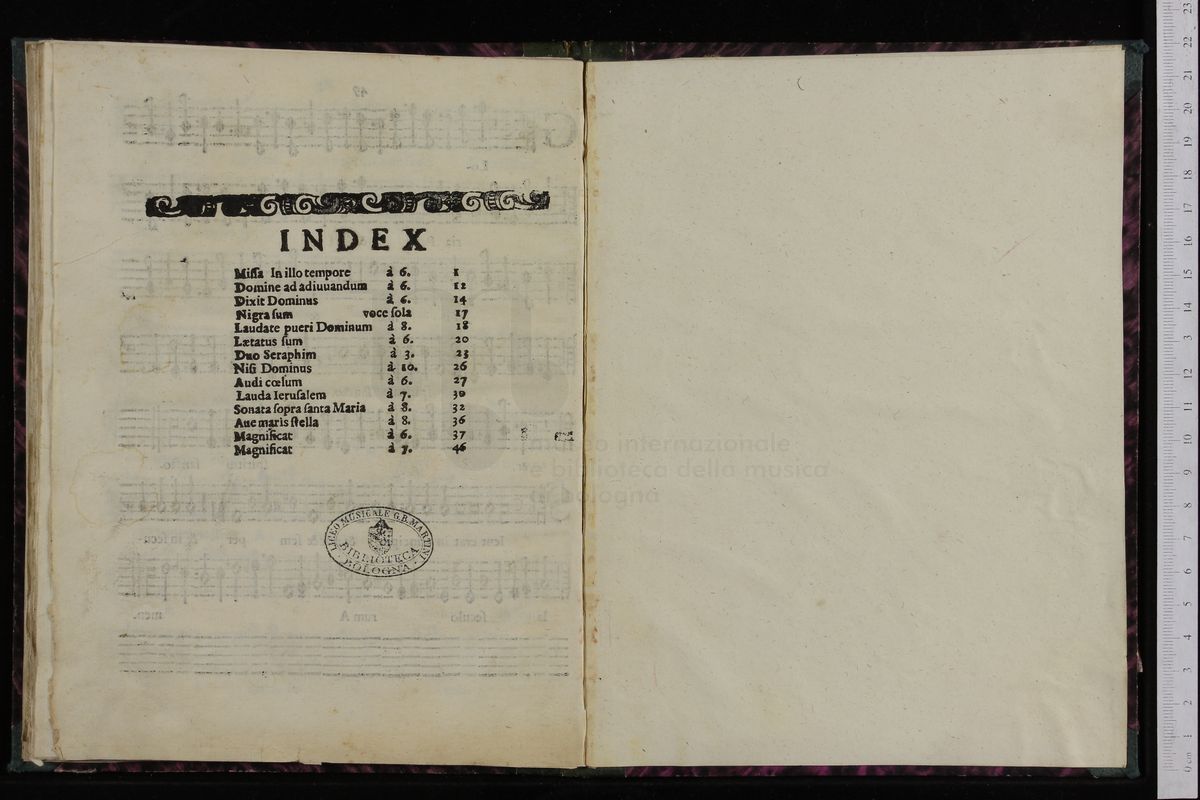 INDEX
Miſſa In illo tempore à 6. 1
Domine ad adiuuandum à 6. 12
Dixit Dominus à 6. 14
Nigra ſum voce ſola 17
Laudate pueri Dominum à 8. 18
Lætatus ſum à 6. 20
Duo Seraphim à 3. 23
Niſi Dominus à 10. 26
Audi cœlum à 6. 27
Lauda Ieruſalem à 7. 30
Sonata ſopra ſanta Maria à 8. 32
Aue maris ſtella à 8. 36
Magnificat à 6. 37
Magnificat à 7. 46
museo internazionale
e biblioteca della musica
di bologna
LICEO MUSICALE G.B. MARTINI
BIBLIOTECA
BOLOGNA